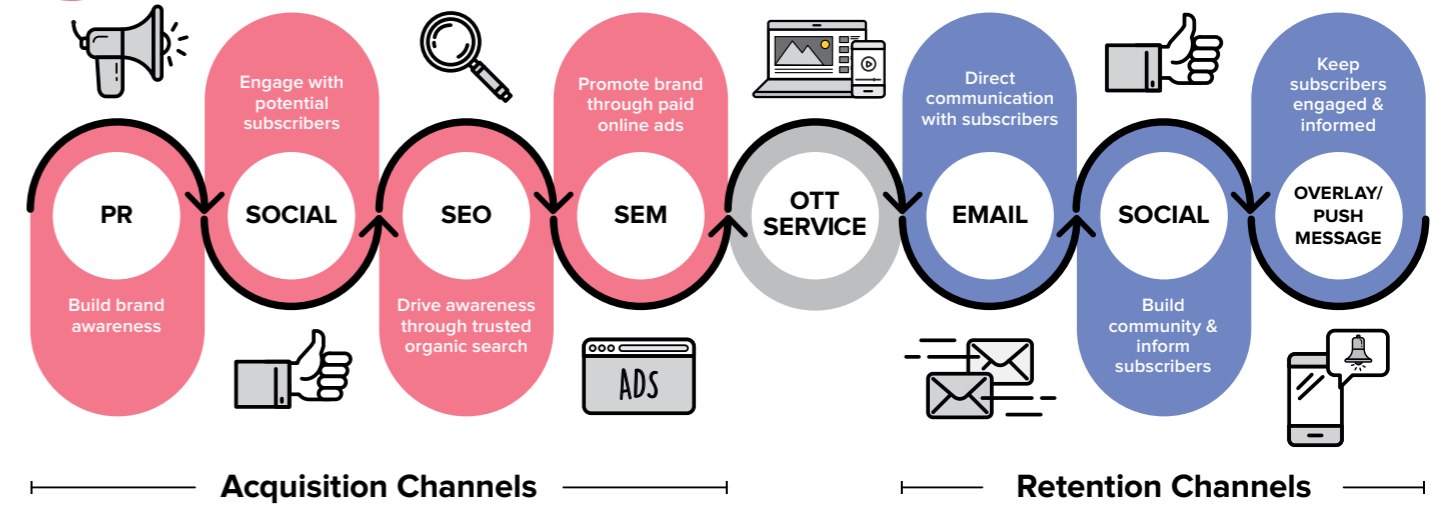 Engage with
potential
subscribers
Promote brand
through paid
online ads
Direct
communication
with subscribers
Keep
subscribers
engaged &
informed
PR
SOCIAL
SEO
SEM
OTT
SERVICE
EMAIL
SOCIAL
OVERLAY/
PUSH
MESSAGE
Build brand
awareness
Drive awareness
through trusted
organic search
ADS
Build
community &
inform
subscribers
Acquisition Channels
Retention Channels